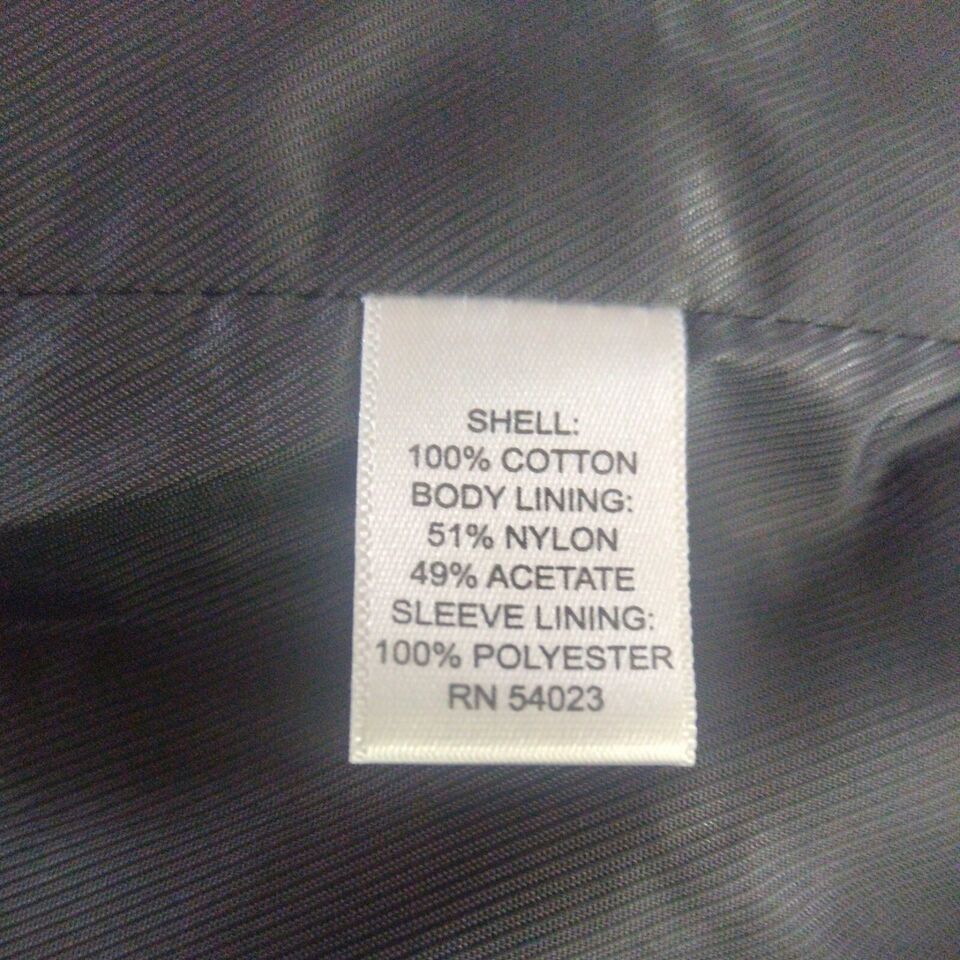 SHELL:
100% COTTON
BODY LINING:
51% NYLON
49% ACETATE
SLEEVE LINING:
100% POLYESTER
RN 54023